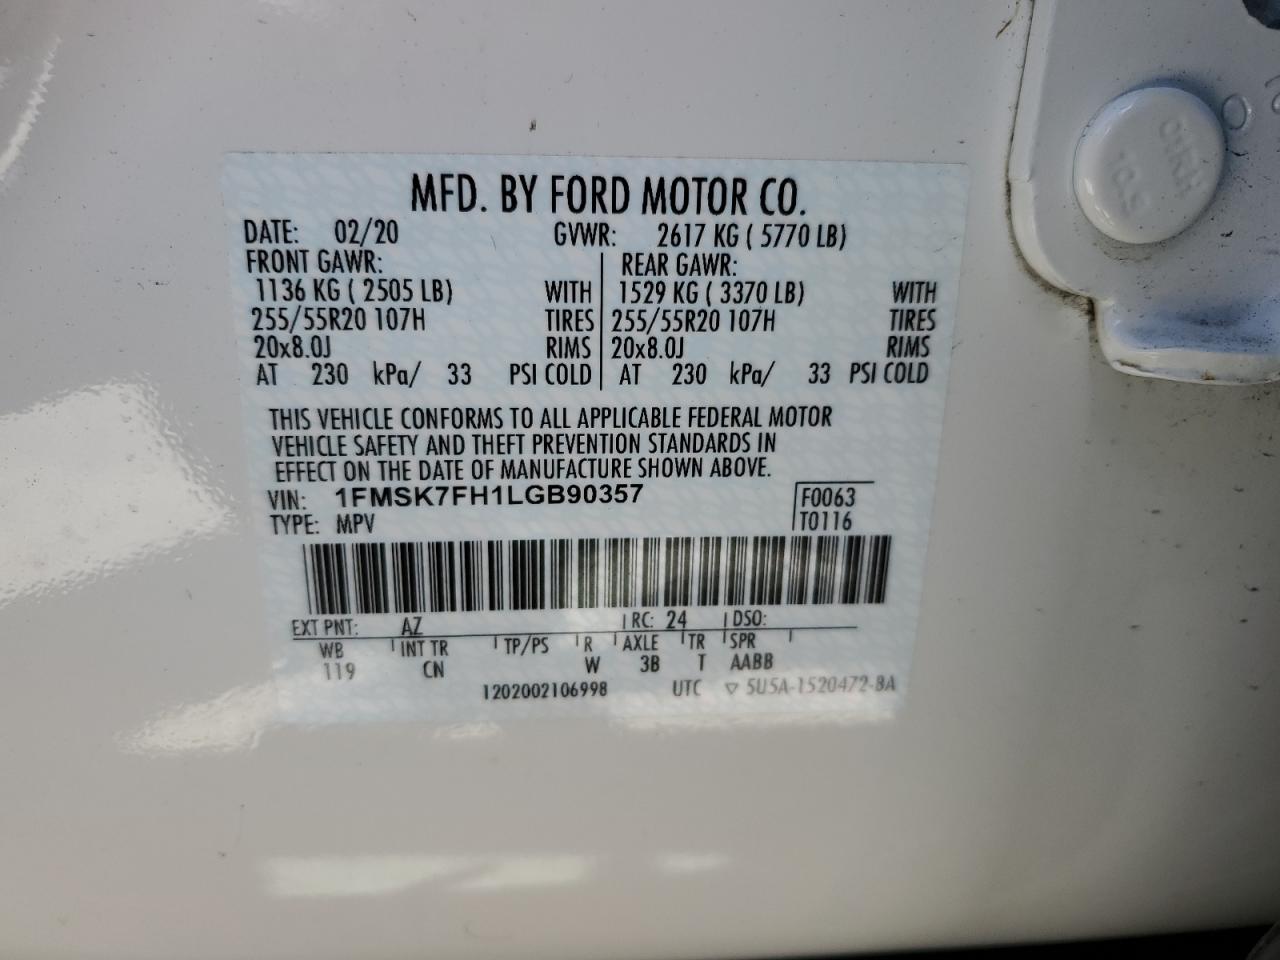 MFD. BY FORD MOTOR CO.
DATE: 02/20 GVWR: 2617 KG ( 5770 LB)
FRONT GAWR: REAR GAWR:
1136 KG ( 2505 LB) WITH 1529 KG ( 3370 LB) WITH
255/55R20 107H TIRES 255/55R20 107H TIRES
20x8.0J RIMS 20x8.0J RIMS
AT 230 kPa/ 33 PSI COLD AT 230 kPa/ 33 PSI COLD
THIS VEHICLE CONFORMS TO ALL APPLICABLE FEDERAL MOTOR
VEHICLE SAFETY AND THEFT PREVENTION STANDARDS IN
EFFECT ON THE DATE OF MANUFACTURE SHOWN ABOVE.
VIN: 1FMSK7FH1LGB90357 F0063
TYPE: MPV T0116
EXT PNT: AZ RC: 24 DSO:
WB INT TR TP/PS R AXLE TR SPR
119 CN W 3B T AABB
1202002106998 UTC ▽ 5U5A-1520472-BA
10.9